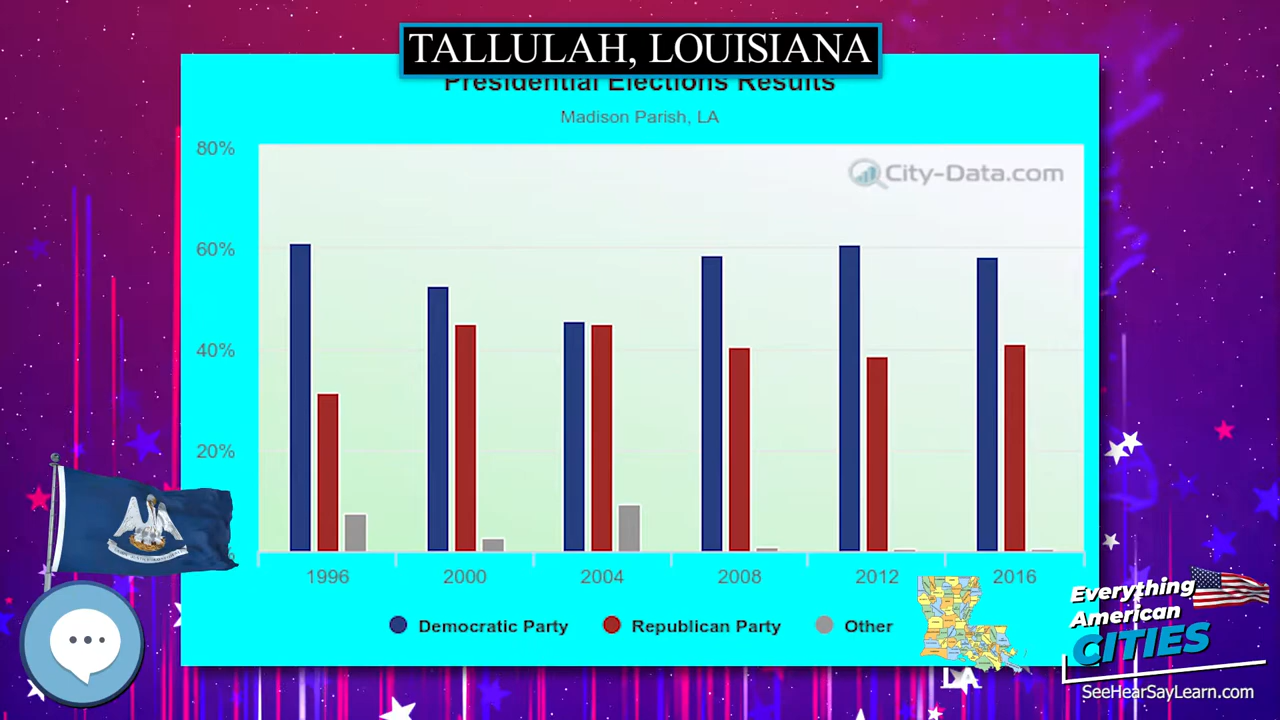 TALLULAH, LOUISIANA
Presidential Elections Results
Madison Parish, LA
City-Data.com
80%
60%
40%
20%
1996 2000 2004 2008 2012 2016
Democratic Party Republican Party Other
Everything
American
CITIES
LA
SeeHearSayLearn.com